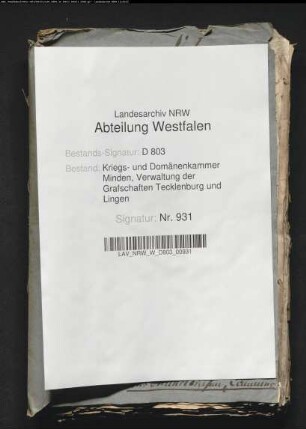 Landesarchiv NRW
Abteilung Westfalen
Bestands-Signatur: D 803
Bestand: Kriegs- und Domänenkammer
Minden, Verwaltung der
Grafschaften Tecklenburg und
Lingen
Signatur: Nr. 931
LAV_NRW_W_D803_00931